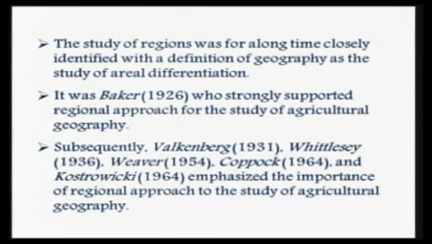 ➢ The study of regions was for along time closely
identified with a definition of geography as the
study of areal differentiation.
➢ It was Baker (1926) who strongly supported
regional approach for the study of agricultural
geography.
➢ Subsequently, Valkenberg (1931), Whittlesey
(1936), Weaver (1954), Coppock (1964), and
Kostrowicki (1964) emphasized the importance
of regional approach to the study of agricultural
geography.